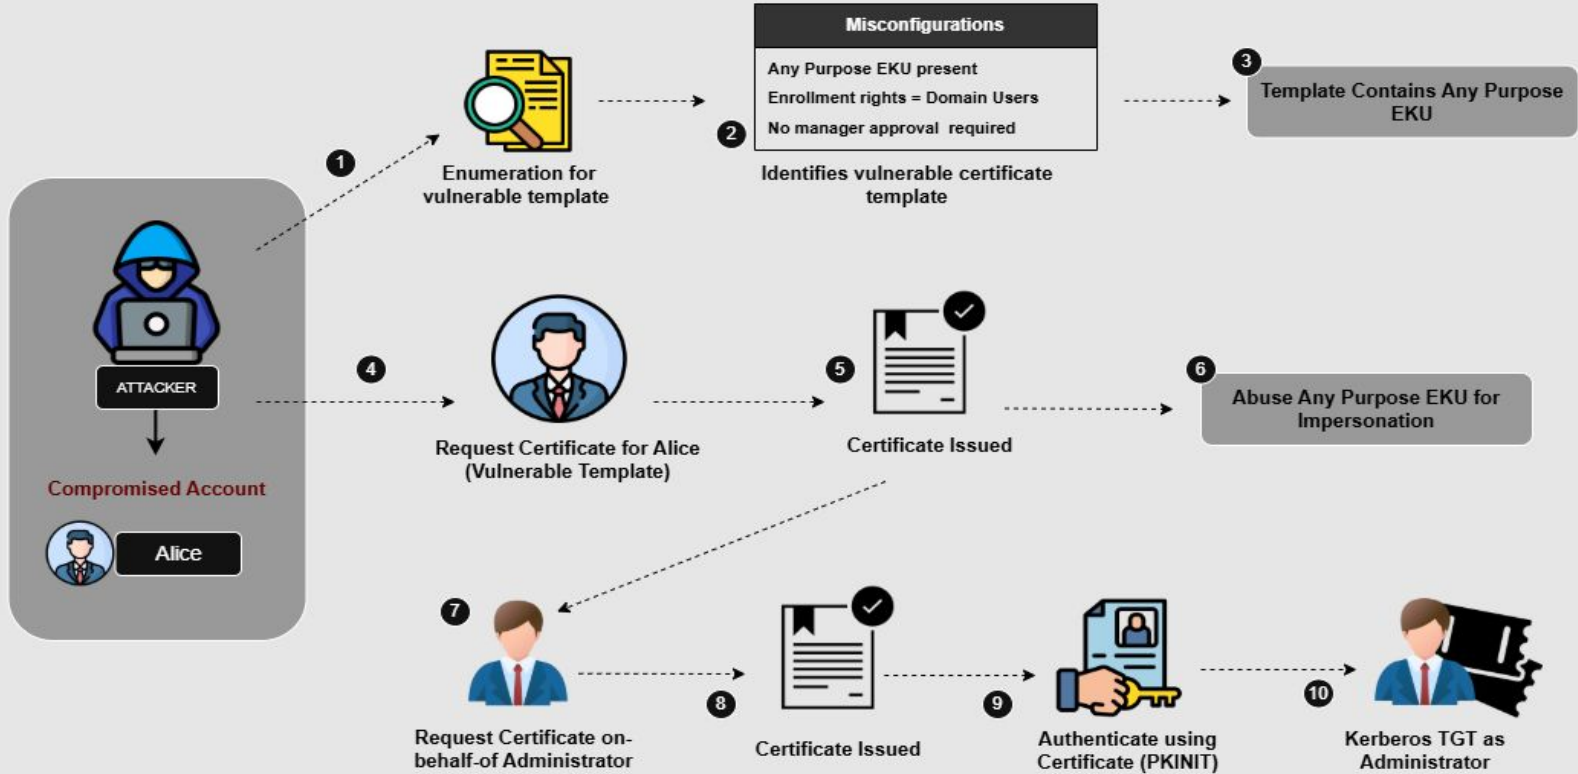 Misconfigurations
Any Purpose EKU present
Enrollment rights = Domain Users
No manager approval required
1
2
3
Template Contains Any Purpose
EKU
Enumeration for
vulnerable template
Identifies vulnerable certificate
template
ATTACKER
Compromised Account
Alice
4
Request Certificate for Alice
(Vulnerable Template)
5
Certificate Issued
6
Abuse Any Purpose EKU for
Impersonation
7
Request Certificate on-
behalf-of Administrator
8
Certificate Issued
9
Authenticate using
Certificate (PKINIT)
10
Kerberos TGT as
Administrator